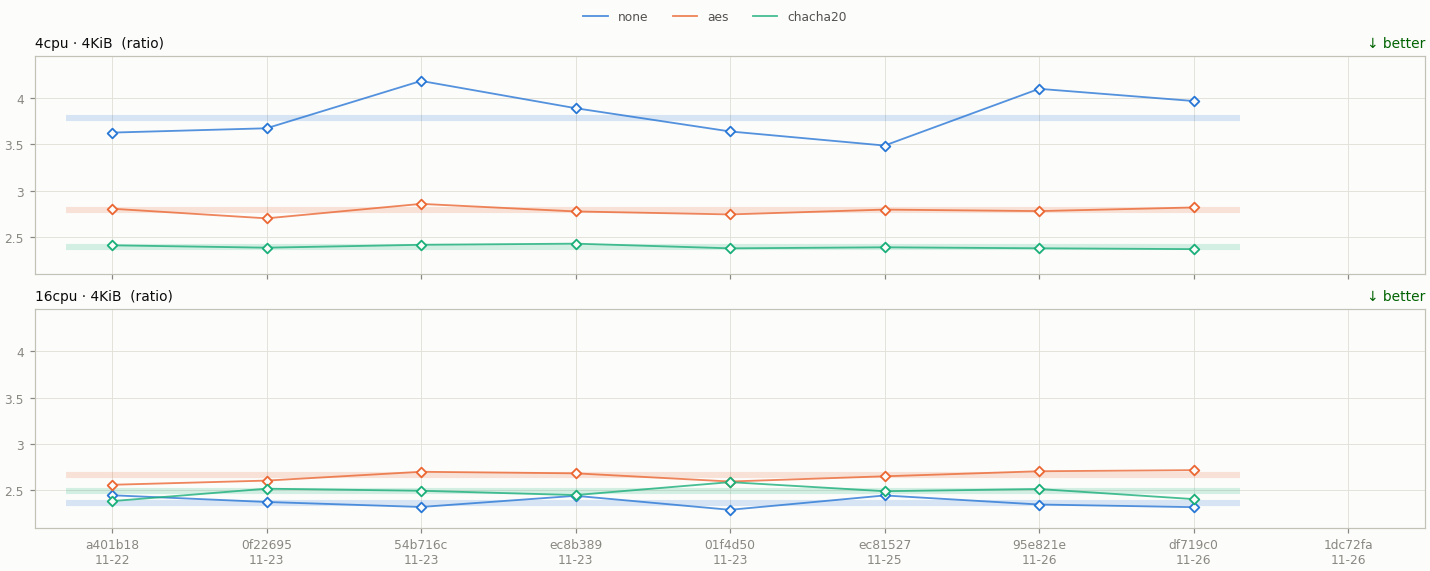 none aes chacha20
4cpu · 4KiB (ratio) ↓ better
4
3.5
3
2.5
16cpu · 4KiB (ratio) ↓ better
4
3.5
3
2.5
a401b18 0f22695 54b716c ec8b389 01f4d50 ec81527 95e821e df719c0 1dc72fa
11-22 11-23 11-23 11-23 11-23 11-25 11-26 11-26 11-26